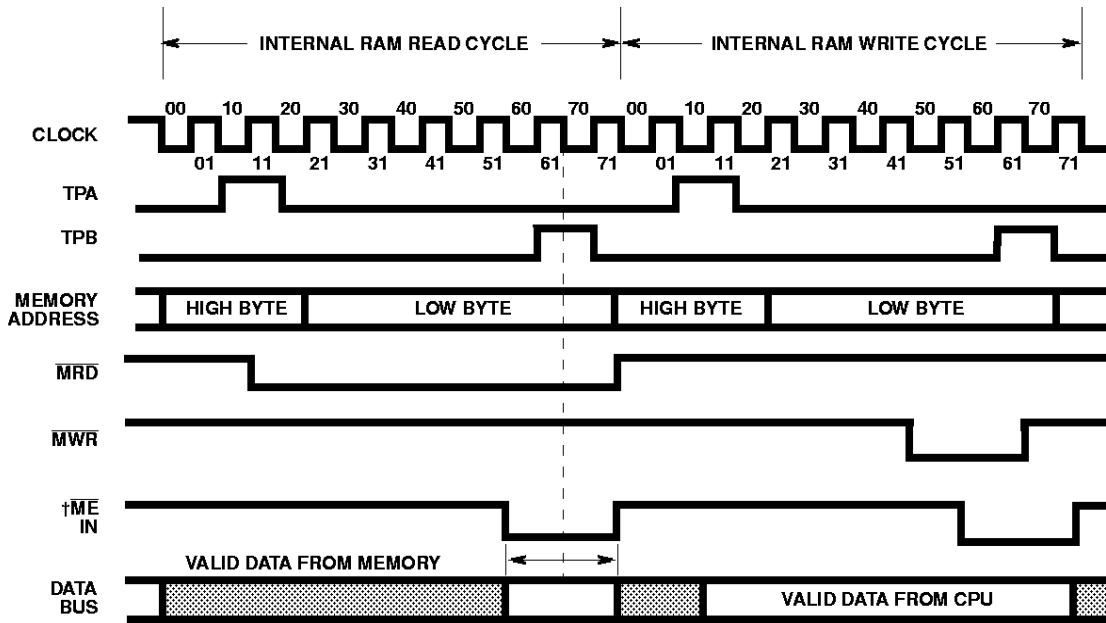 INTERNAL RAM READ CYCLE INTERNAL RAM WRITE CYCLE
00 10 20 30 40 50 60 70 00 10 20 30 40 50 60 70
CLOCK
01 11 21 31 41 51 61 71 01 11 21 31 41 51 61 71
TPA
TPB
MEMORY ADDRESS HIGH BYTE LOW BYTE HIGH BYTE LOW BYTE
MRD
MWR
†ME IN
VALID DATA FROM MEMORY
DATA BUS VALID DATA FROM CPU